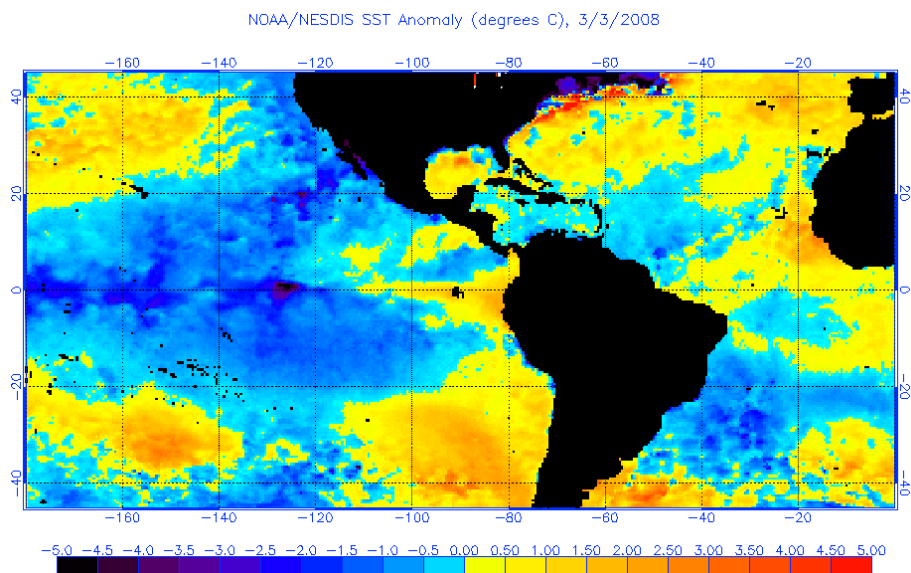 NOAA/NESDIS SST Anomaly (degrees C), 3/3/2008
−160 −140 −120 −100 −80 −60 −40 −20
40 40
20 20
0 0
−20 −20
−40 −40
−160 −140 −120 −100 −80 −60 −40 −20
−5.0 −4.5 −4.0 −3.5 −3.0 −2.5 −2.0 −1.5 −1.0 −0.5 0.00 0.50 1.00 1.50 2.00 2.50 3.00 3.50 4.00 4.50 5.00